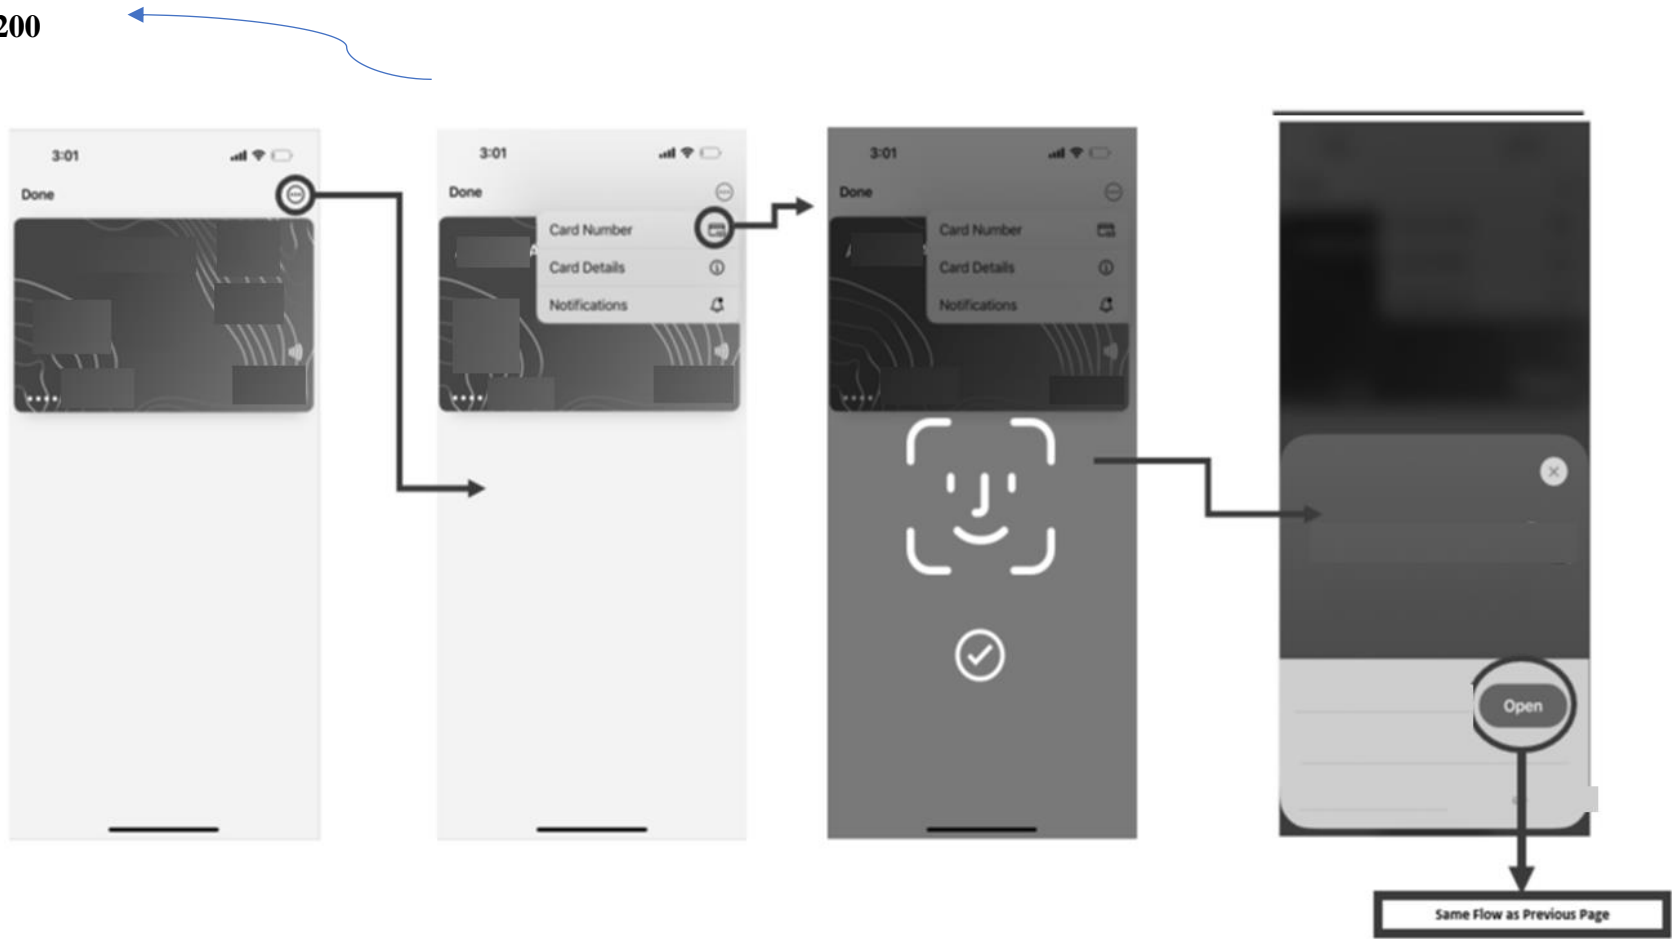 200
3:01
Done
3:01
Done
Card Number
Card Details
Notifications
3:01
Done
Card Number
Card Details
Notifications
Open
Same Flow as Previous Page